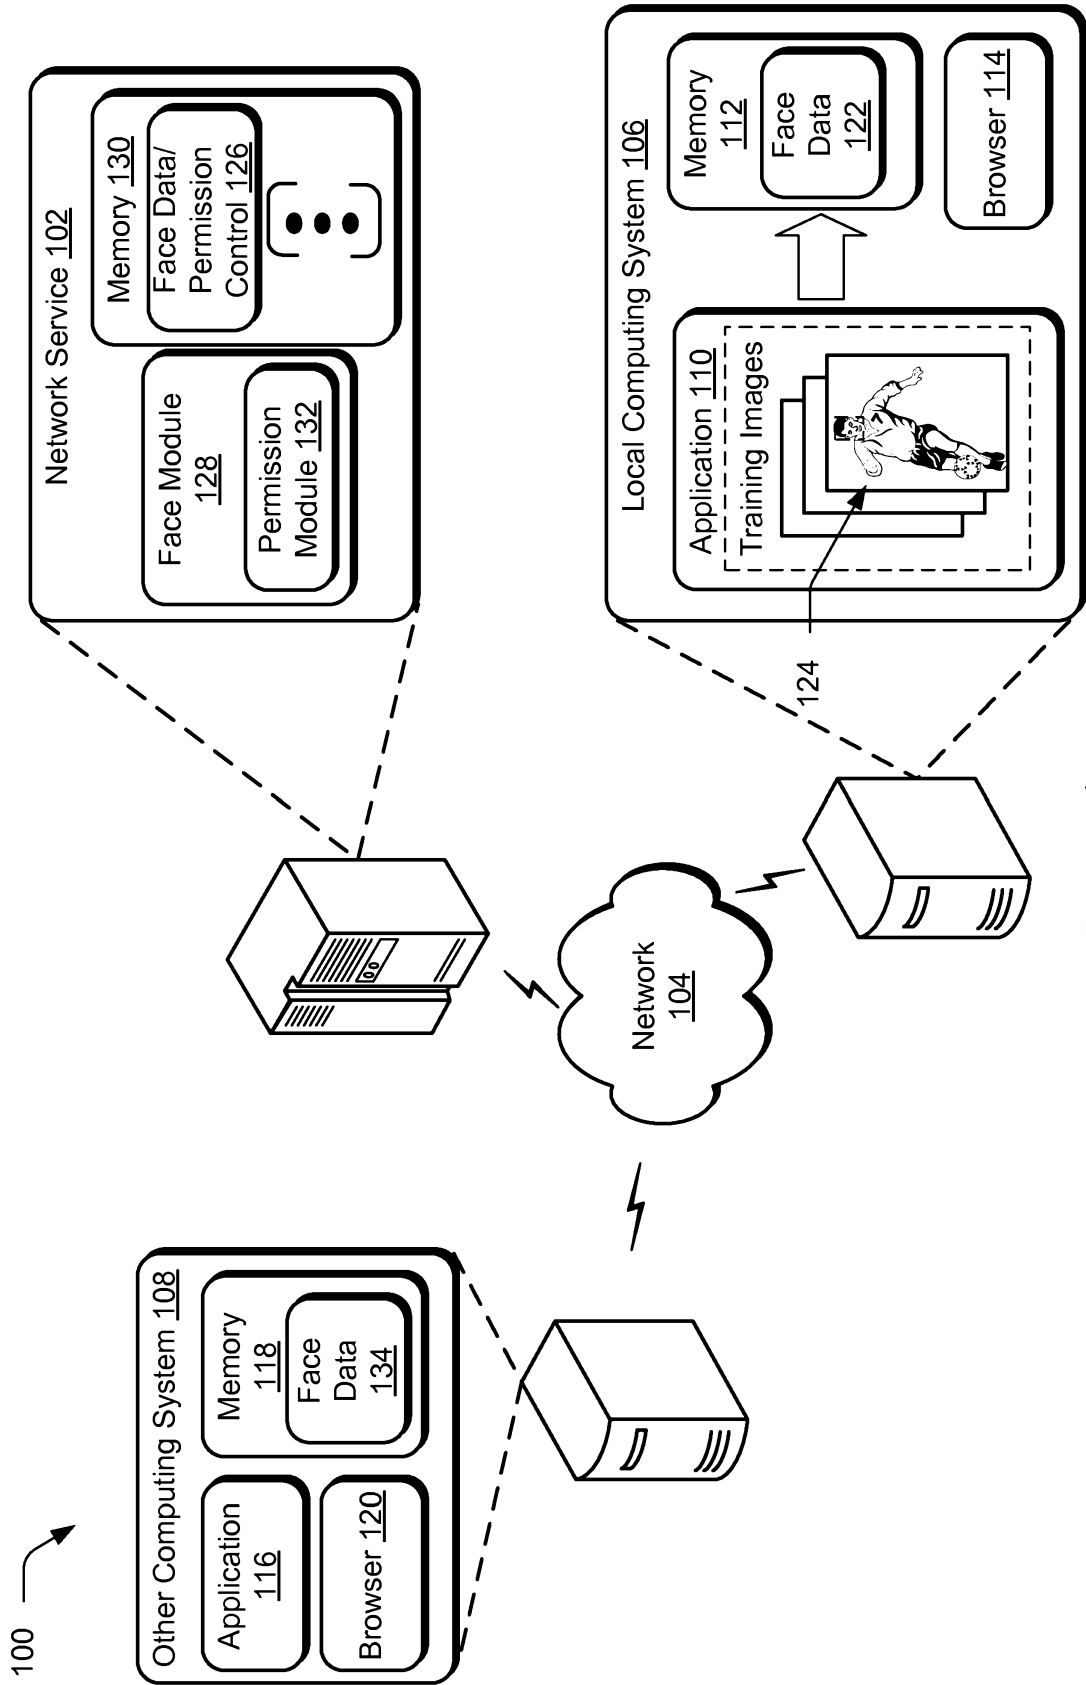 100
Other Computing System 108
Application
116
Browser 120
Memory
118
Face
Data
134
Network Service 102
Face Module
128
Permission
Module 132
Memory 130
Face Data/
Permission
Control 126
Network
104
Local Computing System 106
Application 110
Training Images
124
Memory
112
Face
Data
122
Browser 114